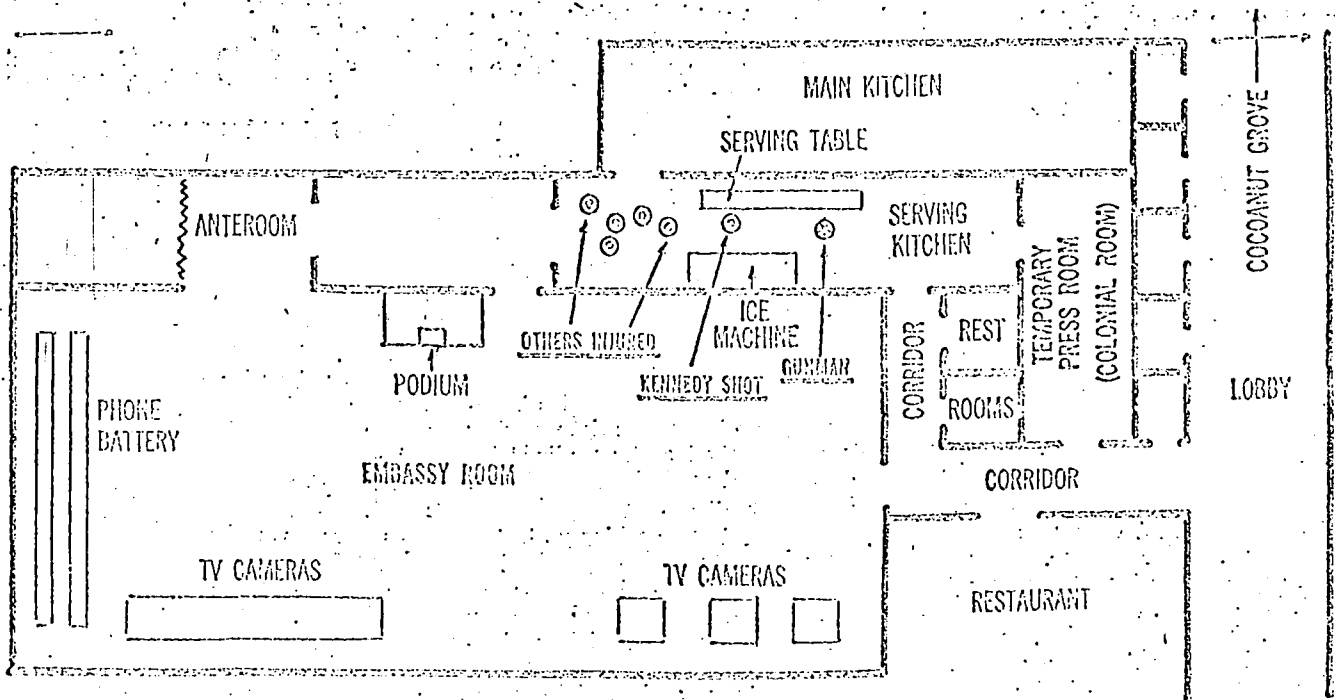 MAIN KITCHEN
SERVING TABLE
COCOANUT GROVE
ANTEROOM
SERVING
KITCHEN
TEMPORARY
PRESS ROOM
(COLONIAL ROOM)
OTHERS INJURED
ICE
MACHINE
CORRIDOR
REST
ROOMS
PODIUM
KENNEDY SHOT
GUNMAN
LOBBY
PHONE
BATTERY
EMBASSY ROOM
CORRIDOR
TV CAMERAS
TV CAMERAS
RESTAURANT